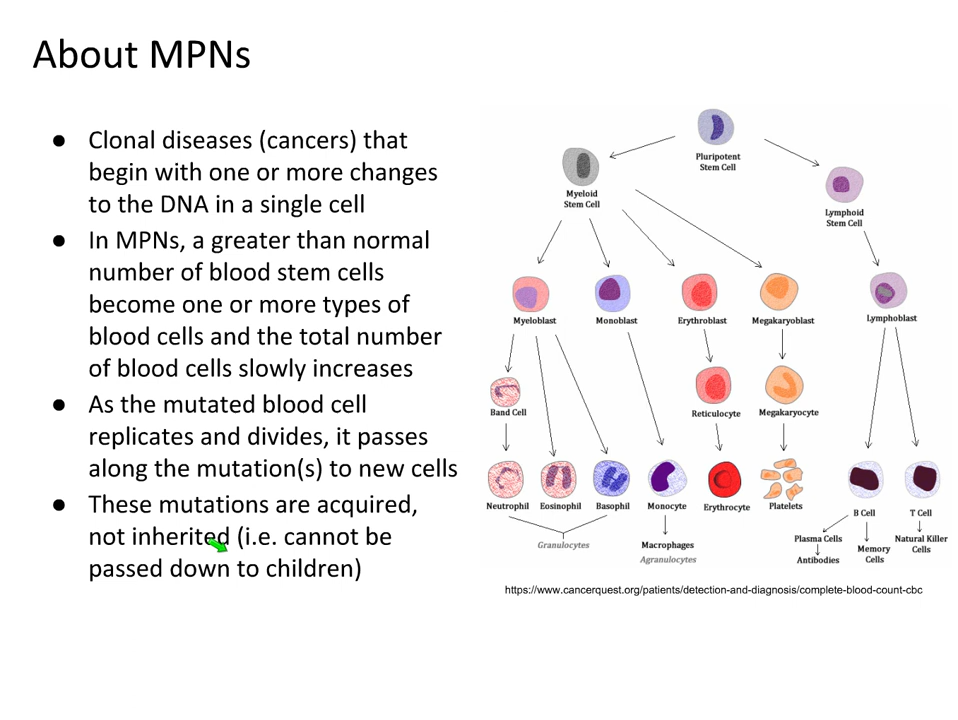 About MPNs
● Clonal diseases (cancers) that
begin with one or more changes
to the DNA in a single cell
● In MPNs, a greater than normal
number of blood stem cells
become one or more types of
blood cells and the total number
of blood cells slowly increases
● As the mutated blood cell
replicates and divides, it passes
along the mutation(s) to new cells
● These mutations are acquired,
not inherited (i.e. cannot be
passed down to children)
Pluripotent
Stem Cell
Myeloid
Stem Cell
Lymphoid
Stem Cell
Myeloblast
Monoblast
Erythroblast
Megakaryoblast
Lymphoblast
Band Cell
Reticulocyte
Megakaryocyte
Neutrophil
Eosinophil
Basophil
Monocyte
Erythrocyte
Platelets
B Cell
T Cell
Granulocytes
Macrophages
Agranulocytes
Plasma Cells
Antibodies
Memory
Cells
Natural Killer
Cells
https://www.cancerquest.org/patients/detection-and-diagnosis/complete-blood-count-cbc